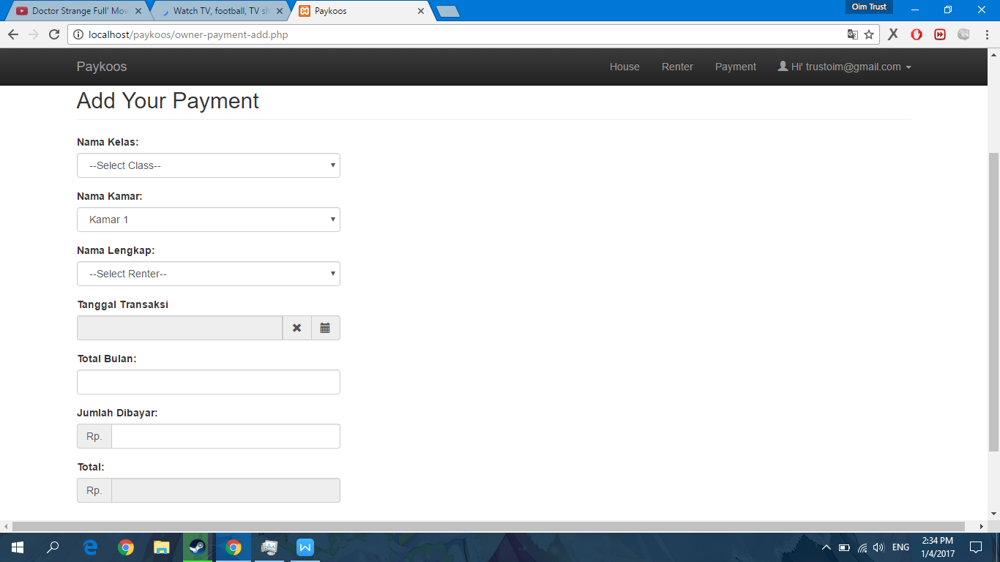 Doctor Strange Full' Mov
Watch TV, football, TV sh
Paykoos
Oim Trust
localhost/paykoos/owner-payment-add.php
Paykoos
House
Renter
Payment
Hi' trustoim@gmail.com
Add Your Payment
Nama Kelas:
--Select Class--
Nama Kamar:
Kamar 1
Nama Lengkap:
--Select Renter--
Tanggal Transaksi
Total Bulan:
Jumlah Dibayar:
Rp.
Total:
Rp.
ENG
2:34 PM
1/4/2017